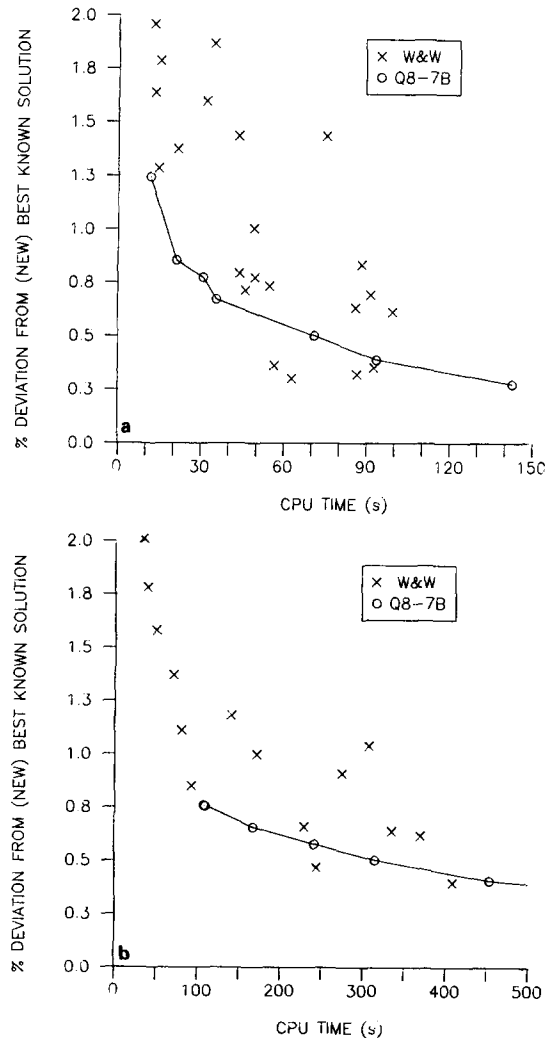 % DEVIATION FROM (NEW) BEST KNOWN SOLUTION
2.0
1.8
1.5
1.3
1.0
0.8
0.5
0.3
0.0
× W&W
○ Q8-7B
a
0 30 60 90 120 150
CPU TIME (s)
% DEVIATION FROM (NEW) BEST KNOWN SOLUTION
2.0
1.8
1.5
1.3
1.0
0.8
0.5
0.3
0.0
× W&W
○ Q8-7B
b
0 100 200 300 400 500
CPU TIME (s)